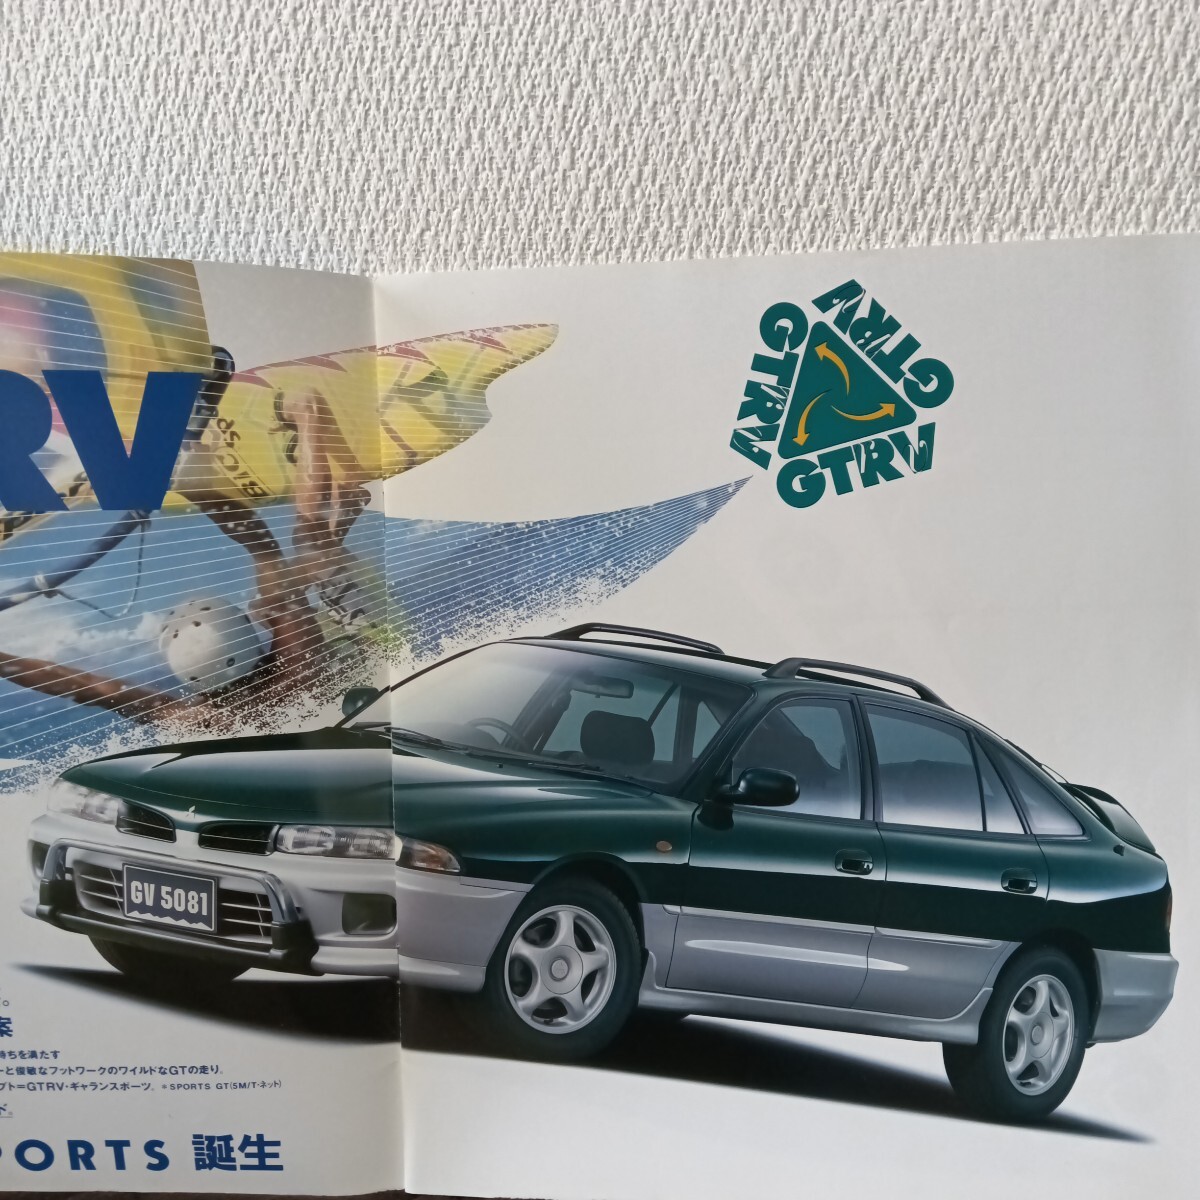 RV
GTRV
GTRV
GTRV
GV 5081
。
案
持ちを満たす
ーと俊敏なフットワークのワイルドなGTの走り。
プト=GTRV・ギャランスポーツ。 *SPORTS GT(5M/T・ネット)
ド。
PORTS 誕生